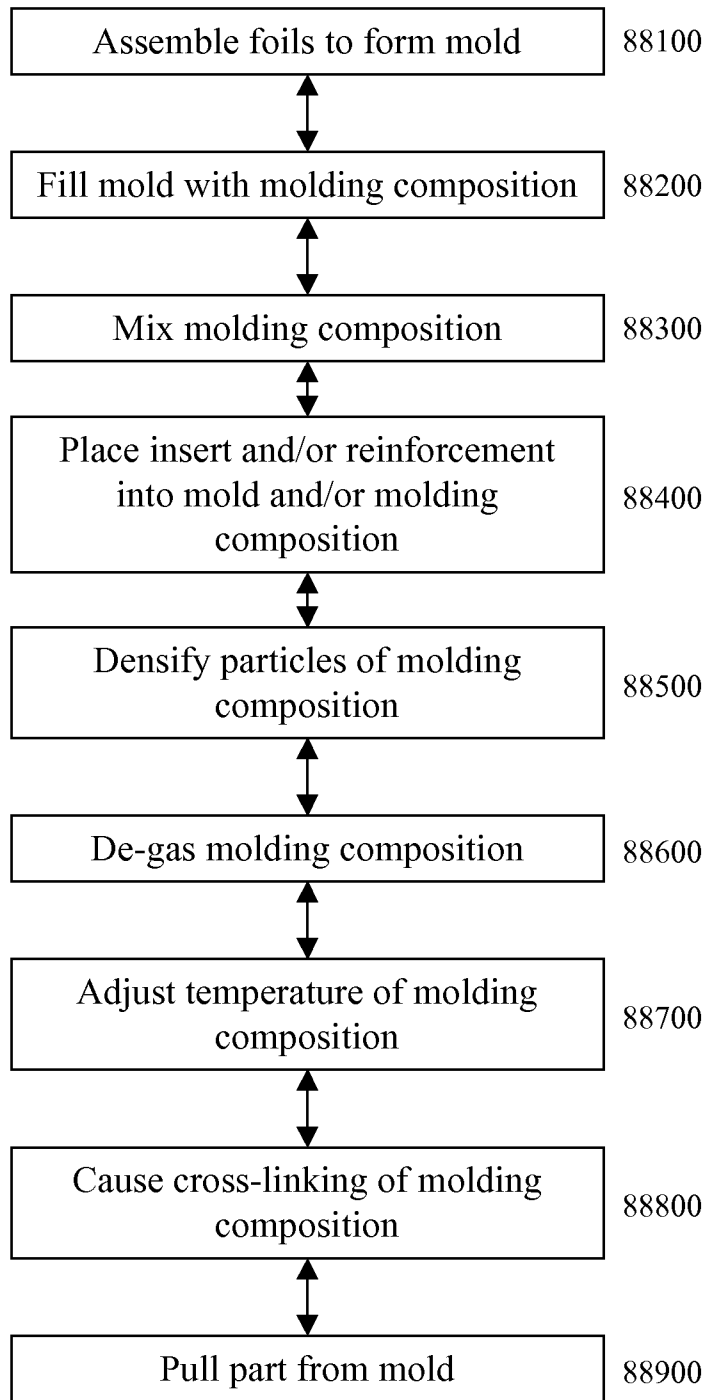 Assemble foils to form mold 88100
Fill mold with molding composition 88200
Mix molding composition 88300
Place insert and/or reinforcement
into mold and/or molding 88400
composition
Densify particles of molding
composition 88500
De-gas molding composition 88600
Adjust temperature of molding
composition 88700
Cause cross-linking of molding
composition 88800
Pull part from mold 88900